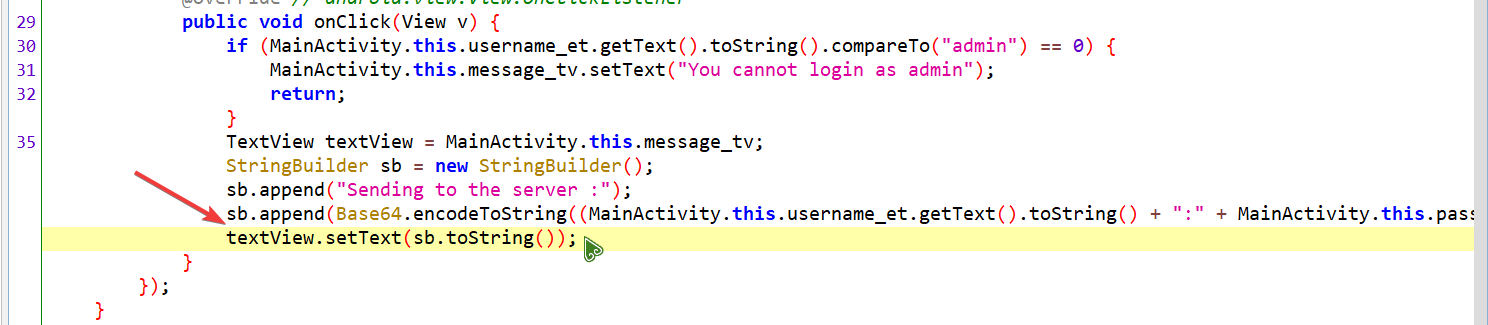 @Override // android.view.View.OnClickListener
29 public void onClick(View v) {
30 if (MainActivity.this.username_et.getText().toString().compareTo("admin") == 0) {
31 MainActivity.this.message_tv.setText("You cannot login as admin");
32 return;
}
35 TextView textView = MainActivity.this.message_tv;
StringBuilder sb = new StringBuilder();
sb.append("Sending to the server :");
sb.append(Base64.encodeToString((MainActivity.this.username_et.getText().toString() + ":" + MainActivity.this.pass
textView.setText(sb.toString());
}
});
}